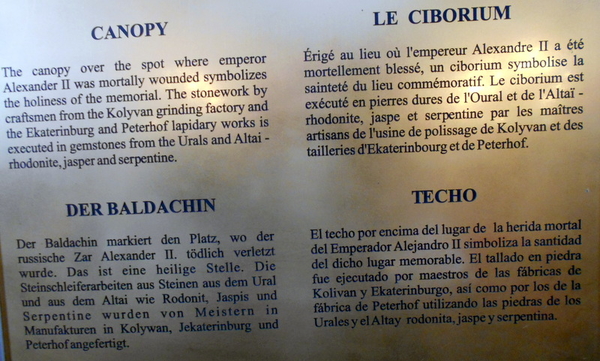 CANOPY
The canopy over the spot where emperor
Alexander II was mortally wounded symbolizes
the holiness of the memorial. The stonework by
craftsmen from the Kolyvan grinding factory and
the Ekaterinburg and Peterhof lapidary works is
executed in gemstones from the Urals and Altai -
rhodonite, jasper and serpentine.
LE CIBORIUM
Érigé au lieu où l'empereur Alexandre II a été
mortellement blessé, un ciborium symbolise la
sainteté du lieu commémoratif. Le ciborium est
exécuté en pierres dures de l'Oural et de l'Altaï -
rhodonite, jaspe et serpentine par les maîtres
artisans de l'usine de polissage de Kolyvan et des
tailleries d'Ekaterinbourg et de Peterhof.
DER BALDACHIN
Der Baldachin markiert den Platz, wo der
russische Zar Alexander II. tödlich verletzt
wurde. Das ist eine heilige Stelle. Die
Steinschleiferarbeiten aus Steinen aus dem Ural
und aus dem Altai wie Rodonit, Jaspis und
Serpentine wurden von Meistern in
Manufakturen in Kolywan, Jekaterinburg und
Peterhof angefertigt.
TECHO
El techo por encima del lugar de la herida mortal
del Emperador Alejandro II simboliza la santidad
del dicho lugar memorable. El tallado en piedra
fue ejecutado por maestros de las fábricas de
Kolivan y Ekaterinburgo, así como por los de la
fábrica de Peterhof utilizando las piedras de los
Urales y el Altay rodonita, jaspe y serpentina.